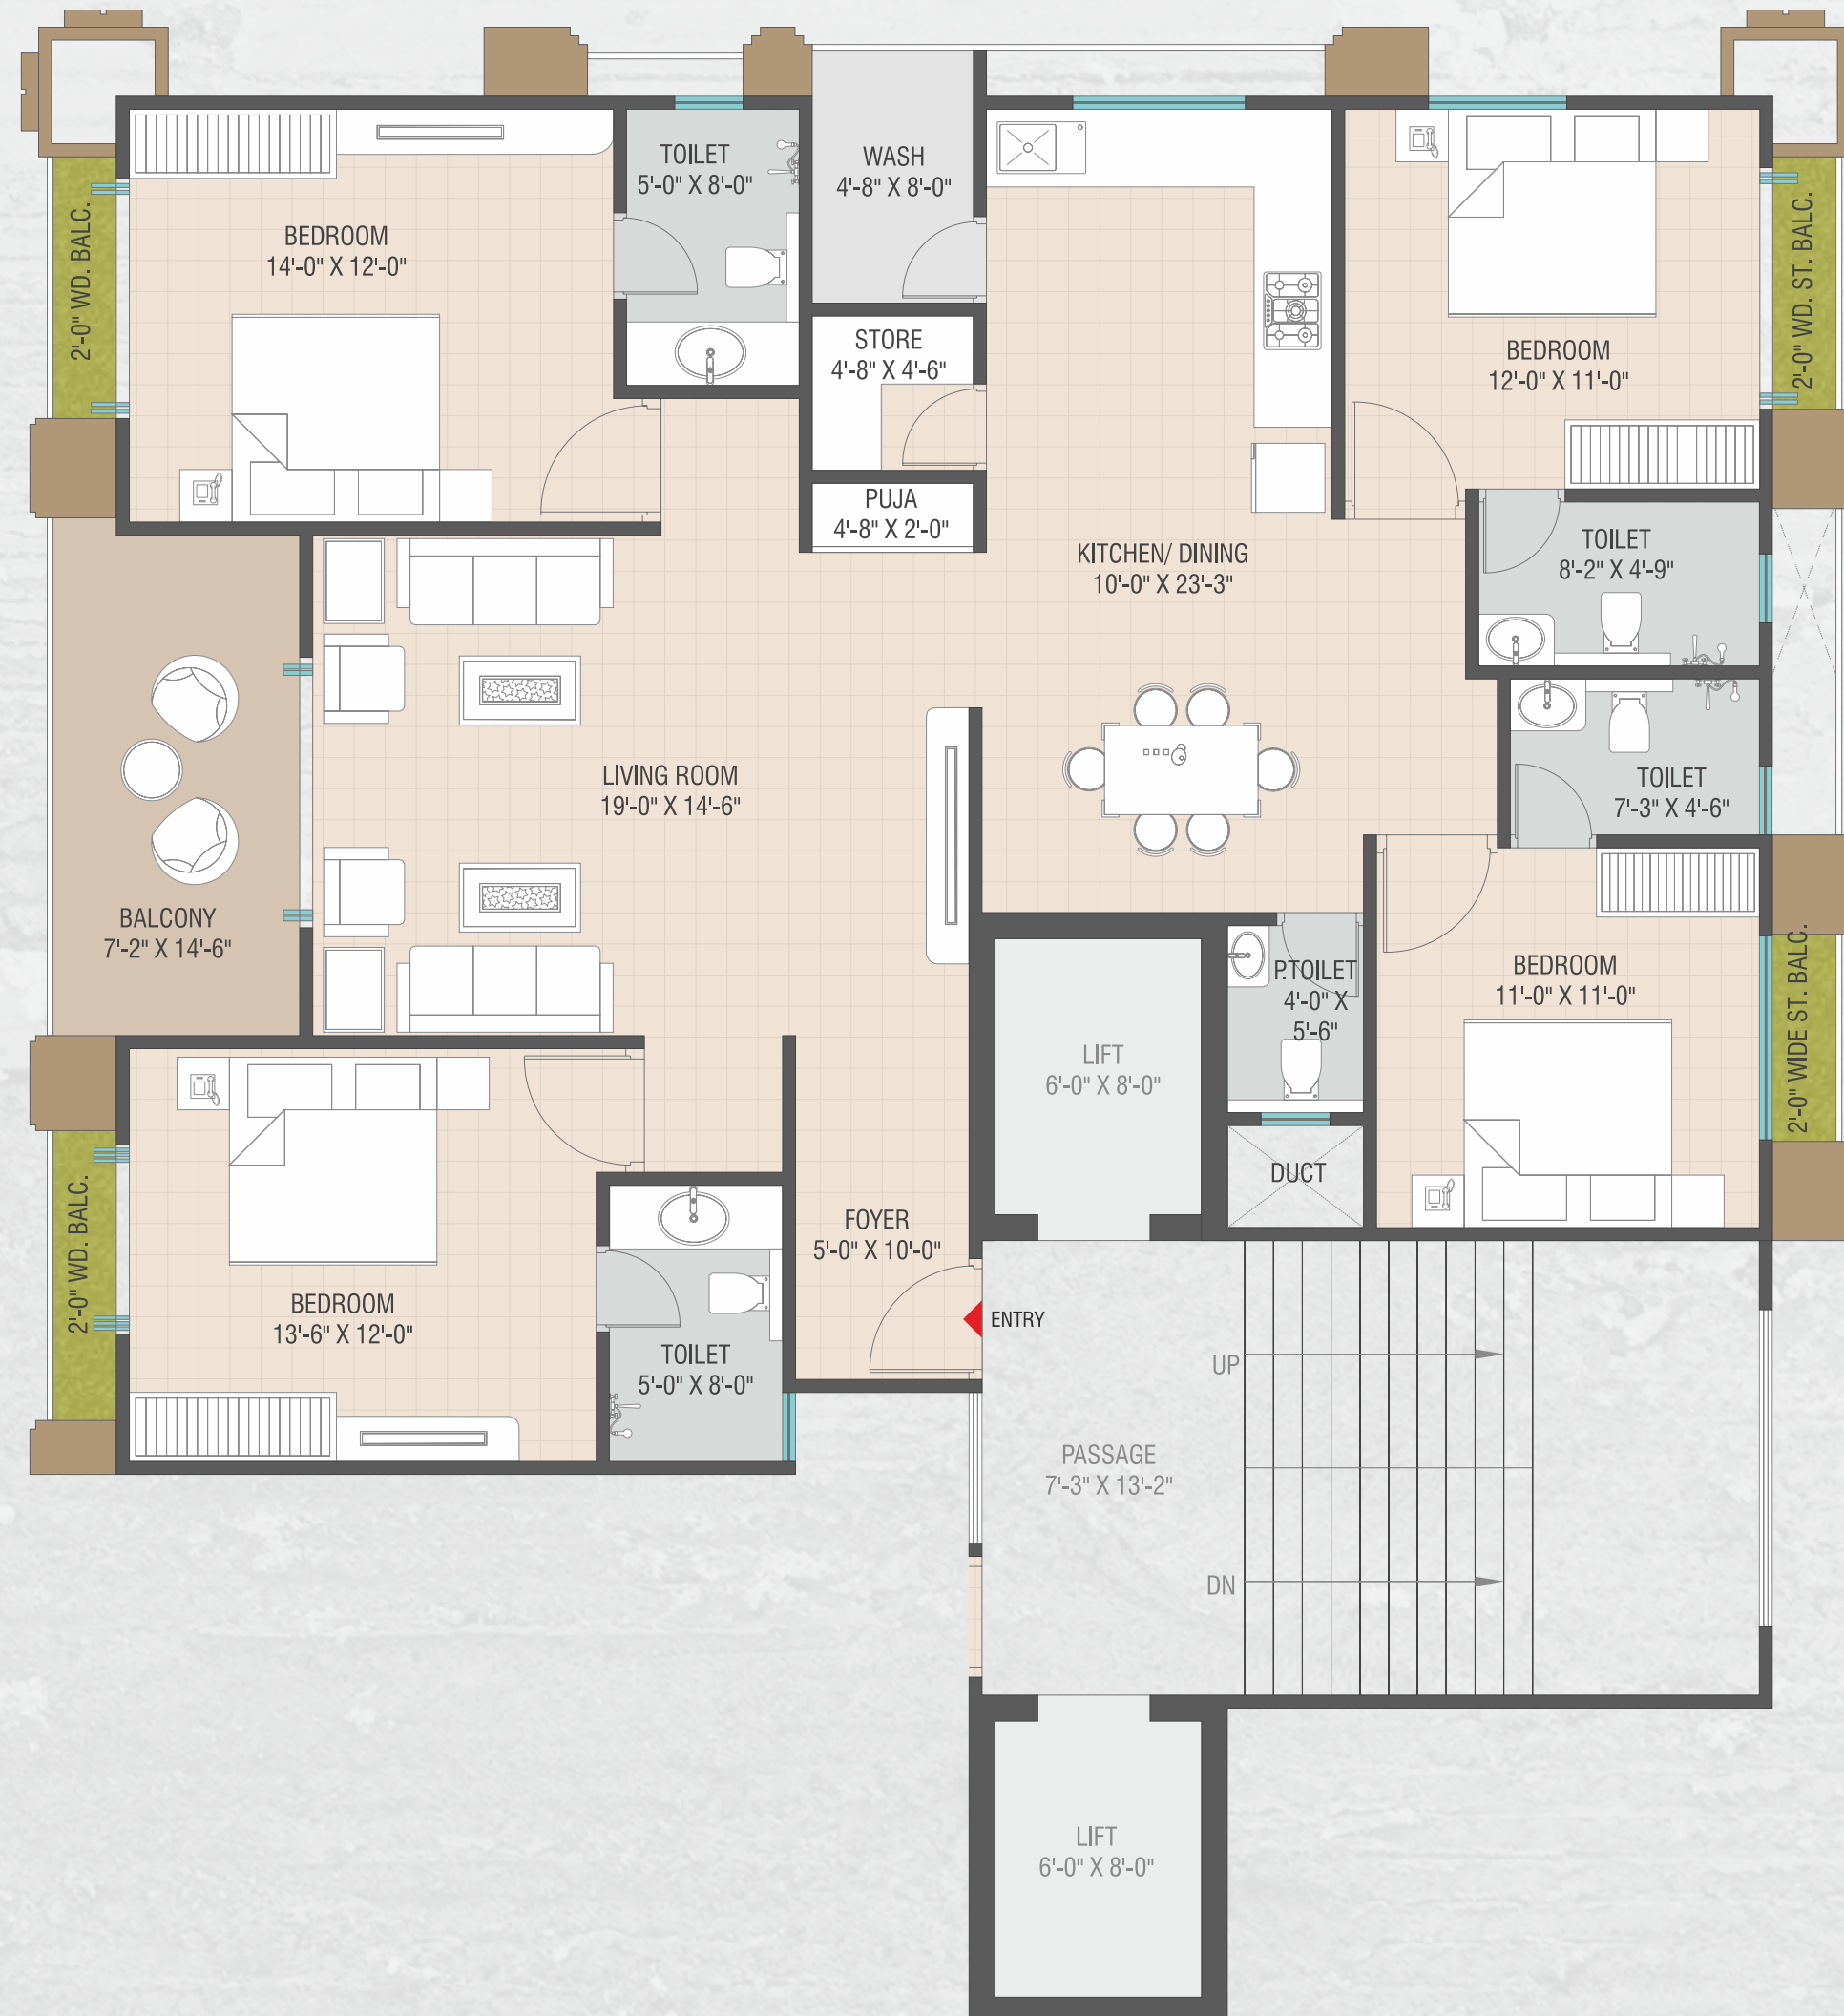 TOILET
5'-0" X 8'-0"
WASH
4'-8" X 8'-0"
BEDROOM
14'-0" X 12'-0"
2'-0" WD. BALC.
2'-0" WD. ST. BALC.
STORE
4'-8" X 4'-6"
BEDROOM
12'-0" X 11'-0"
PUJA
4'-8" X 2'-0"
KITCHEN/ DINING
10'-0" X 23'-3"
TOILET
8'-2" X 4'-9"
LIVING ROOM
19'-0" X 14'-6"
TOILET
7'-3" X 4'-6"
BALCONY
7'-2" X 14'-6"
P.TOILET
4'-0" X
5'-6"
BEDROOM
11'-0" X 11'-0"
2'-0" WIDE ST. BALC.
LIFT
6'-0" X 8'-0"
DUCT
FOYER
5'-0" X 10'-0"
2'-0" WD. BALC.
BEDROOM
13'-6" X 12'-0"
ENTRY
TOILET
5'-0" X 8'-0"
UP
PASSAGE
7'-3" X 13'-2"
DN
LIFT
6'-0" X 8'-0"